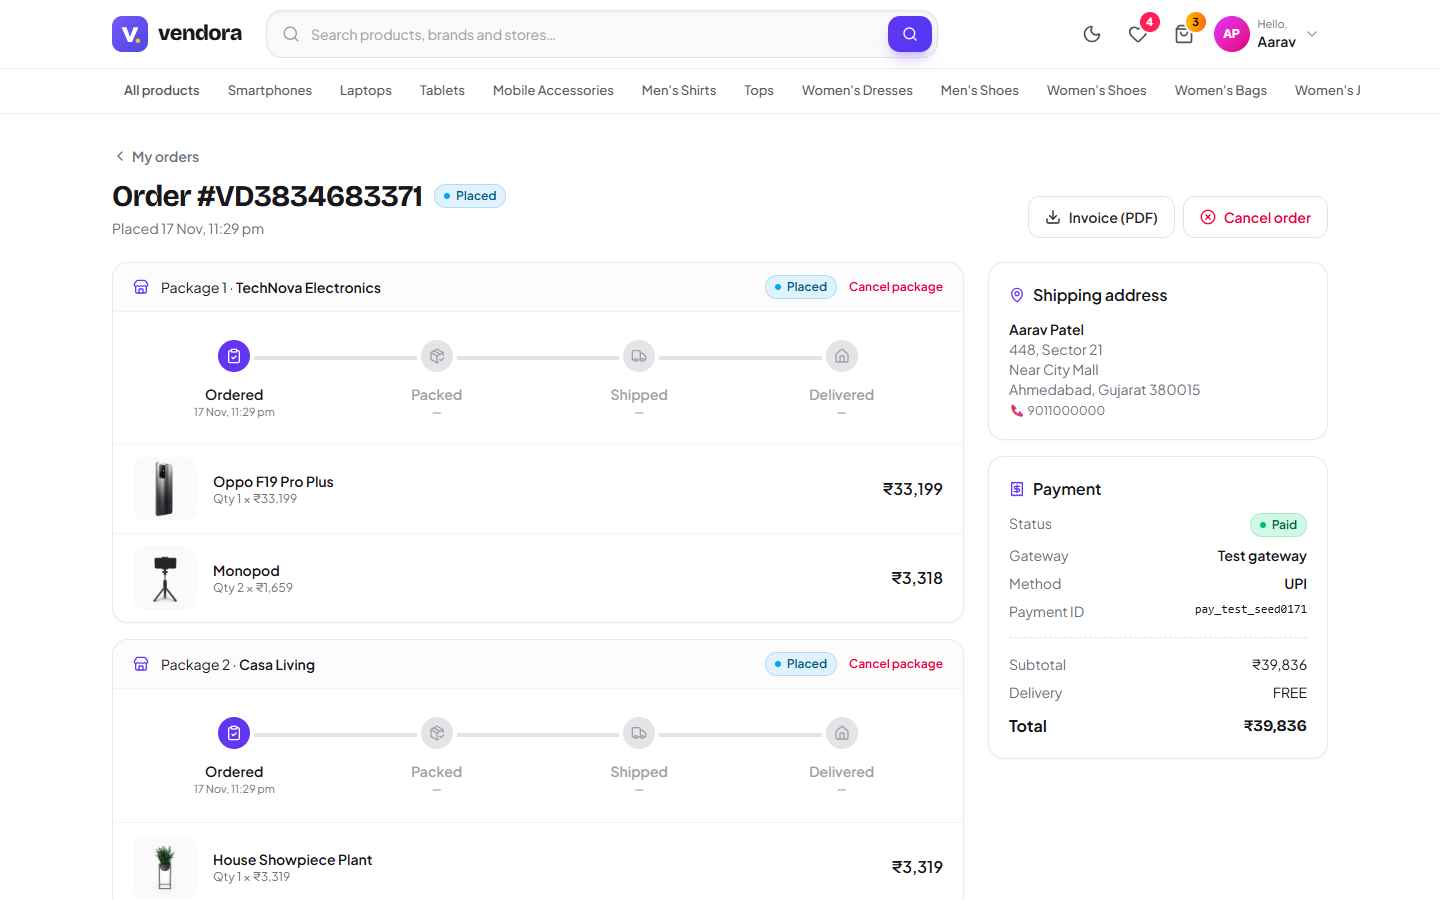 V. vendora
Search products, brands and stores...
4
3
AP
Hello,
Aarav
All products
Smartphones
Laptops
Tablets
Mobile Accessories
Men's Shirts
Tops
Women's Dresses
Men's Shoes
Women's Shoes
Women's Bags
Women's J
My orders
Order #VD3834683371
Placed
Placed 17 Nov, 11:29 pm
Invoice (PDF)
Cancel order
Package 1 · TechNova Electronics
Placed
Cancel package
Ordered
17 Nov, 11:29 pm
Packed
—
Shipped
—
Delivered
—
Oppo F19 Pro Plus
Qty 1 × ₹33,199
₹33,199
Monopod
Qty 2 × ₹1,659
₹3,318
Package 2 · Casa Living
Placed
Cancel package
Ordered
17 Nov, 11:29 pm
Packed
—
Shipped
—
Delivered
—
House Showpiece Plant
Qty 1 × ₹3,319
₹3,319
Shipping address
Aarav Patel
448, Sector 21
Near City Mall
Ahmedabad, Gujarat 380015
📞 9011000000
Payment
Status
Paid
Gateway
Test gateway
Method
UPI
Payment ID
pay_test_seed0171
Subtotal
₹39,836
Delivery
FREE
Total
₹39,836